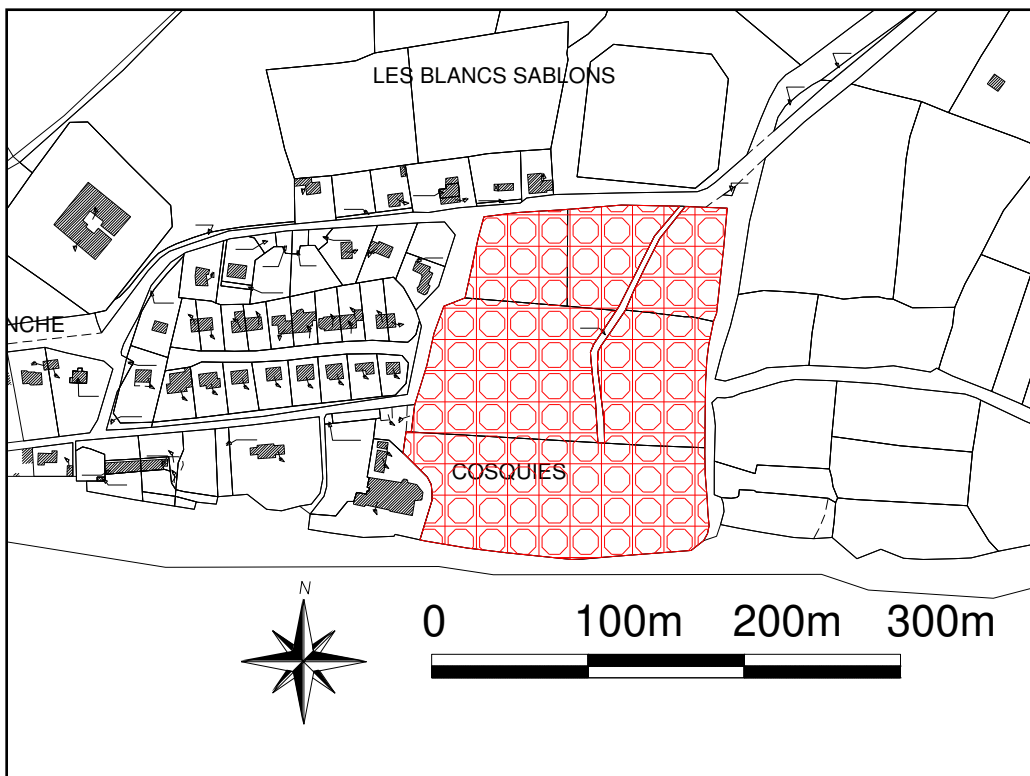 LES BLANCS SABLONS
NCHE
COSQUIES
N
0 100m 200m 300m